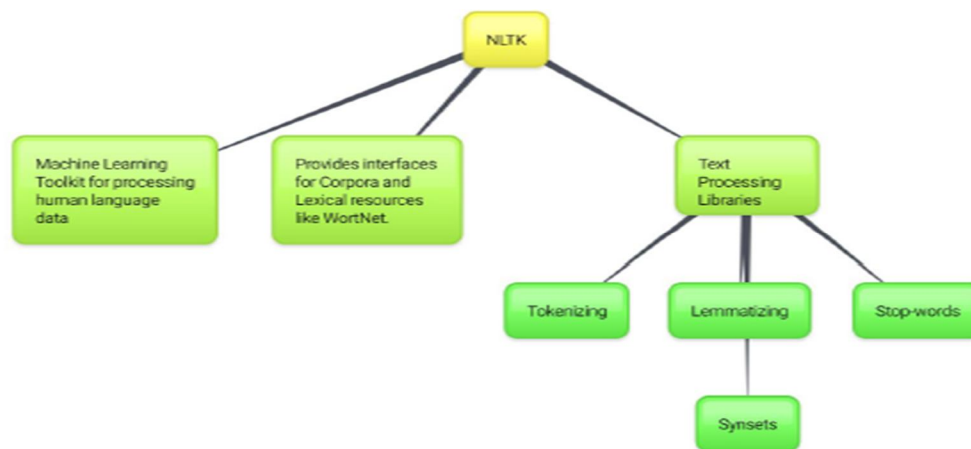 NLTK
Machine Learning
Toolkit for processing
human language
data
Provides interfaces
for Corpora and
Lexical resources
like WortNet.
Text
Processing
Libraries
Tokenizing
Lemmatizing
Stop-words
Synsets